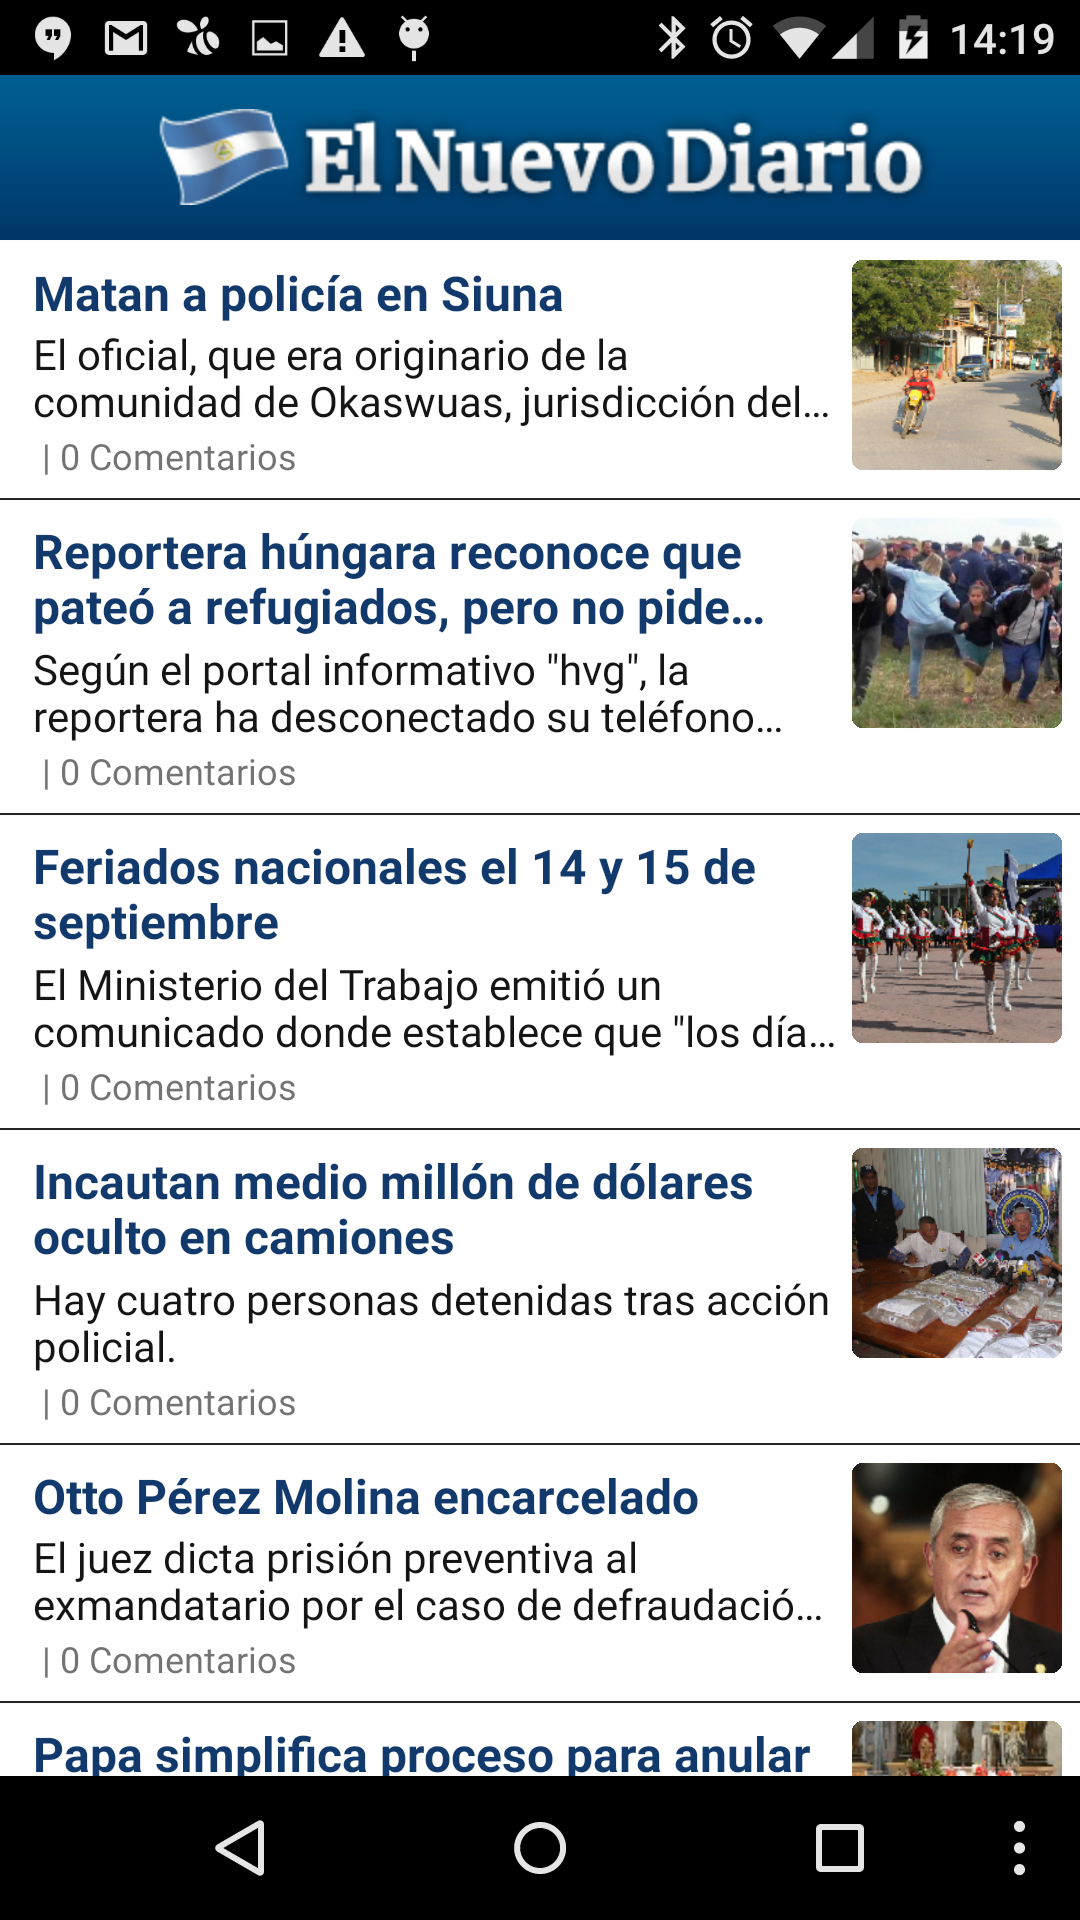 14:19
El Nuevo Diario
Matan a policía en Siuna
El oficial, que era originario de la
comunidad de Okaswuas, jurisdicción del...
| 0 Comentarios
Reportera húngara reconoce que
pateó a refugiados, pero no pide...
Según el portal informativo "hvg", la
reportera ha desconectado su teléfono...
| 0 Comentarios
Feriados nacionales el 14 y 15 de
septiembre
El Ministerio del Trabajo emitió un
comunicado donde establece que "los día...
| 0 Comentarios
Incautan medio millón de dólares
oculto en camiones
Hay cuatro personas detenidas tras acción
policial.
| 0 Comentarios
Otto Pérez Molina encarcelado
El juez dicta prisión preventiva al
exmandatario por el caso de defraudació...
| 0 Comentarios
Papa simplifica proceso para anular